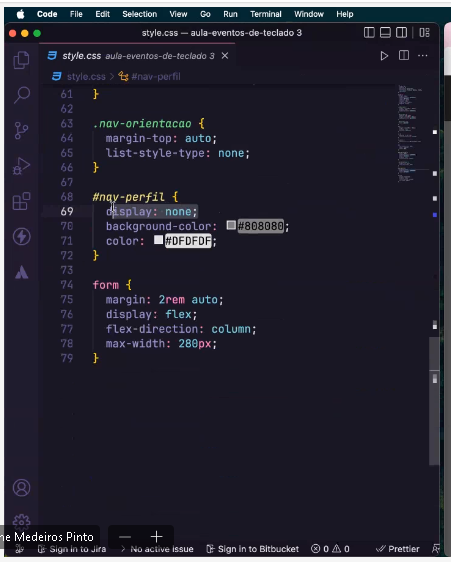 Code File Edit Selection View Go Run Terminal Window Help
style.css — aula-eventos-de-teclado 3
style.css aula-eventos-de-teclado 3
style.css > #nav-perfil
61 }
62
63 .nav-orientacao {
64 margin-top: auto;
65 list-style-type: none;
66 }
67
68 #nav-perfil {
69 display: none;
70 background-color: #808080;
71 color: #DFDFDF;
72 }
73
74 form {
75 margin: 2rem auto;
76 display: flex;
77 flex-direction: column;
78 max-width: 280px;
79 }
ne Medeiros Pinto
Sign in to Jira No active issue Sign in to Bitbucket 0 0 Prettier